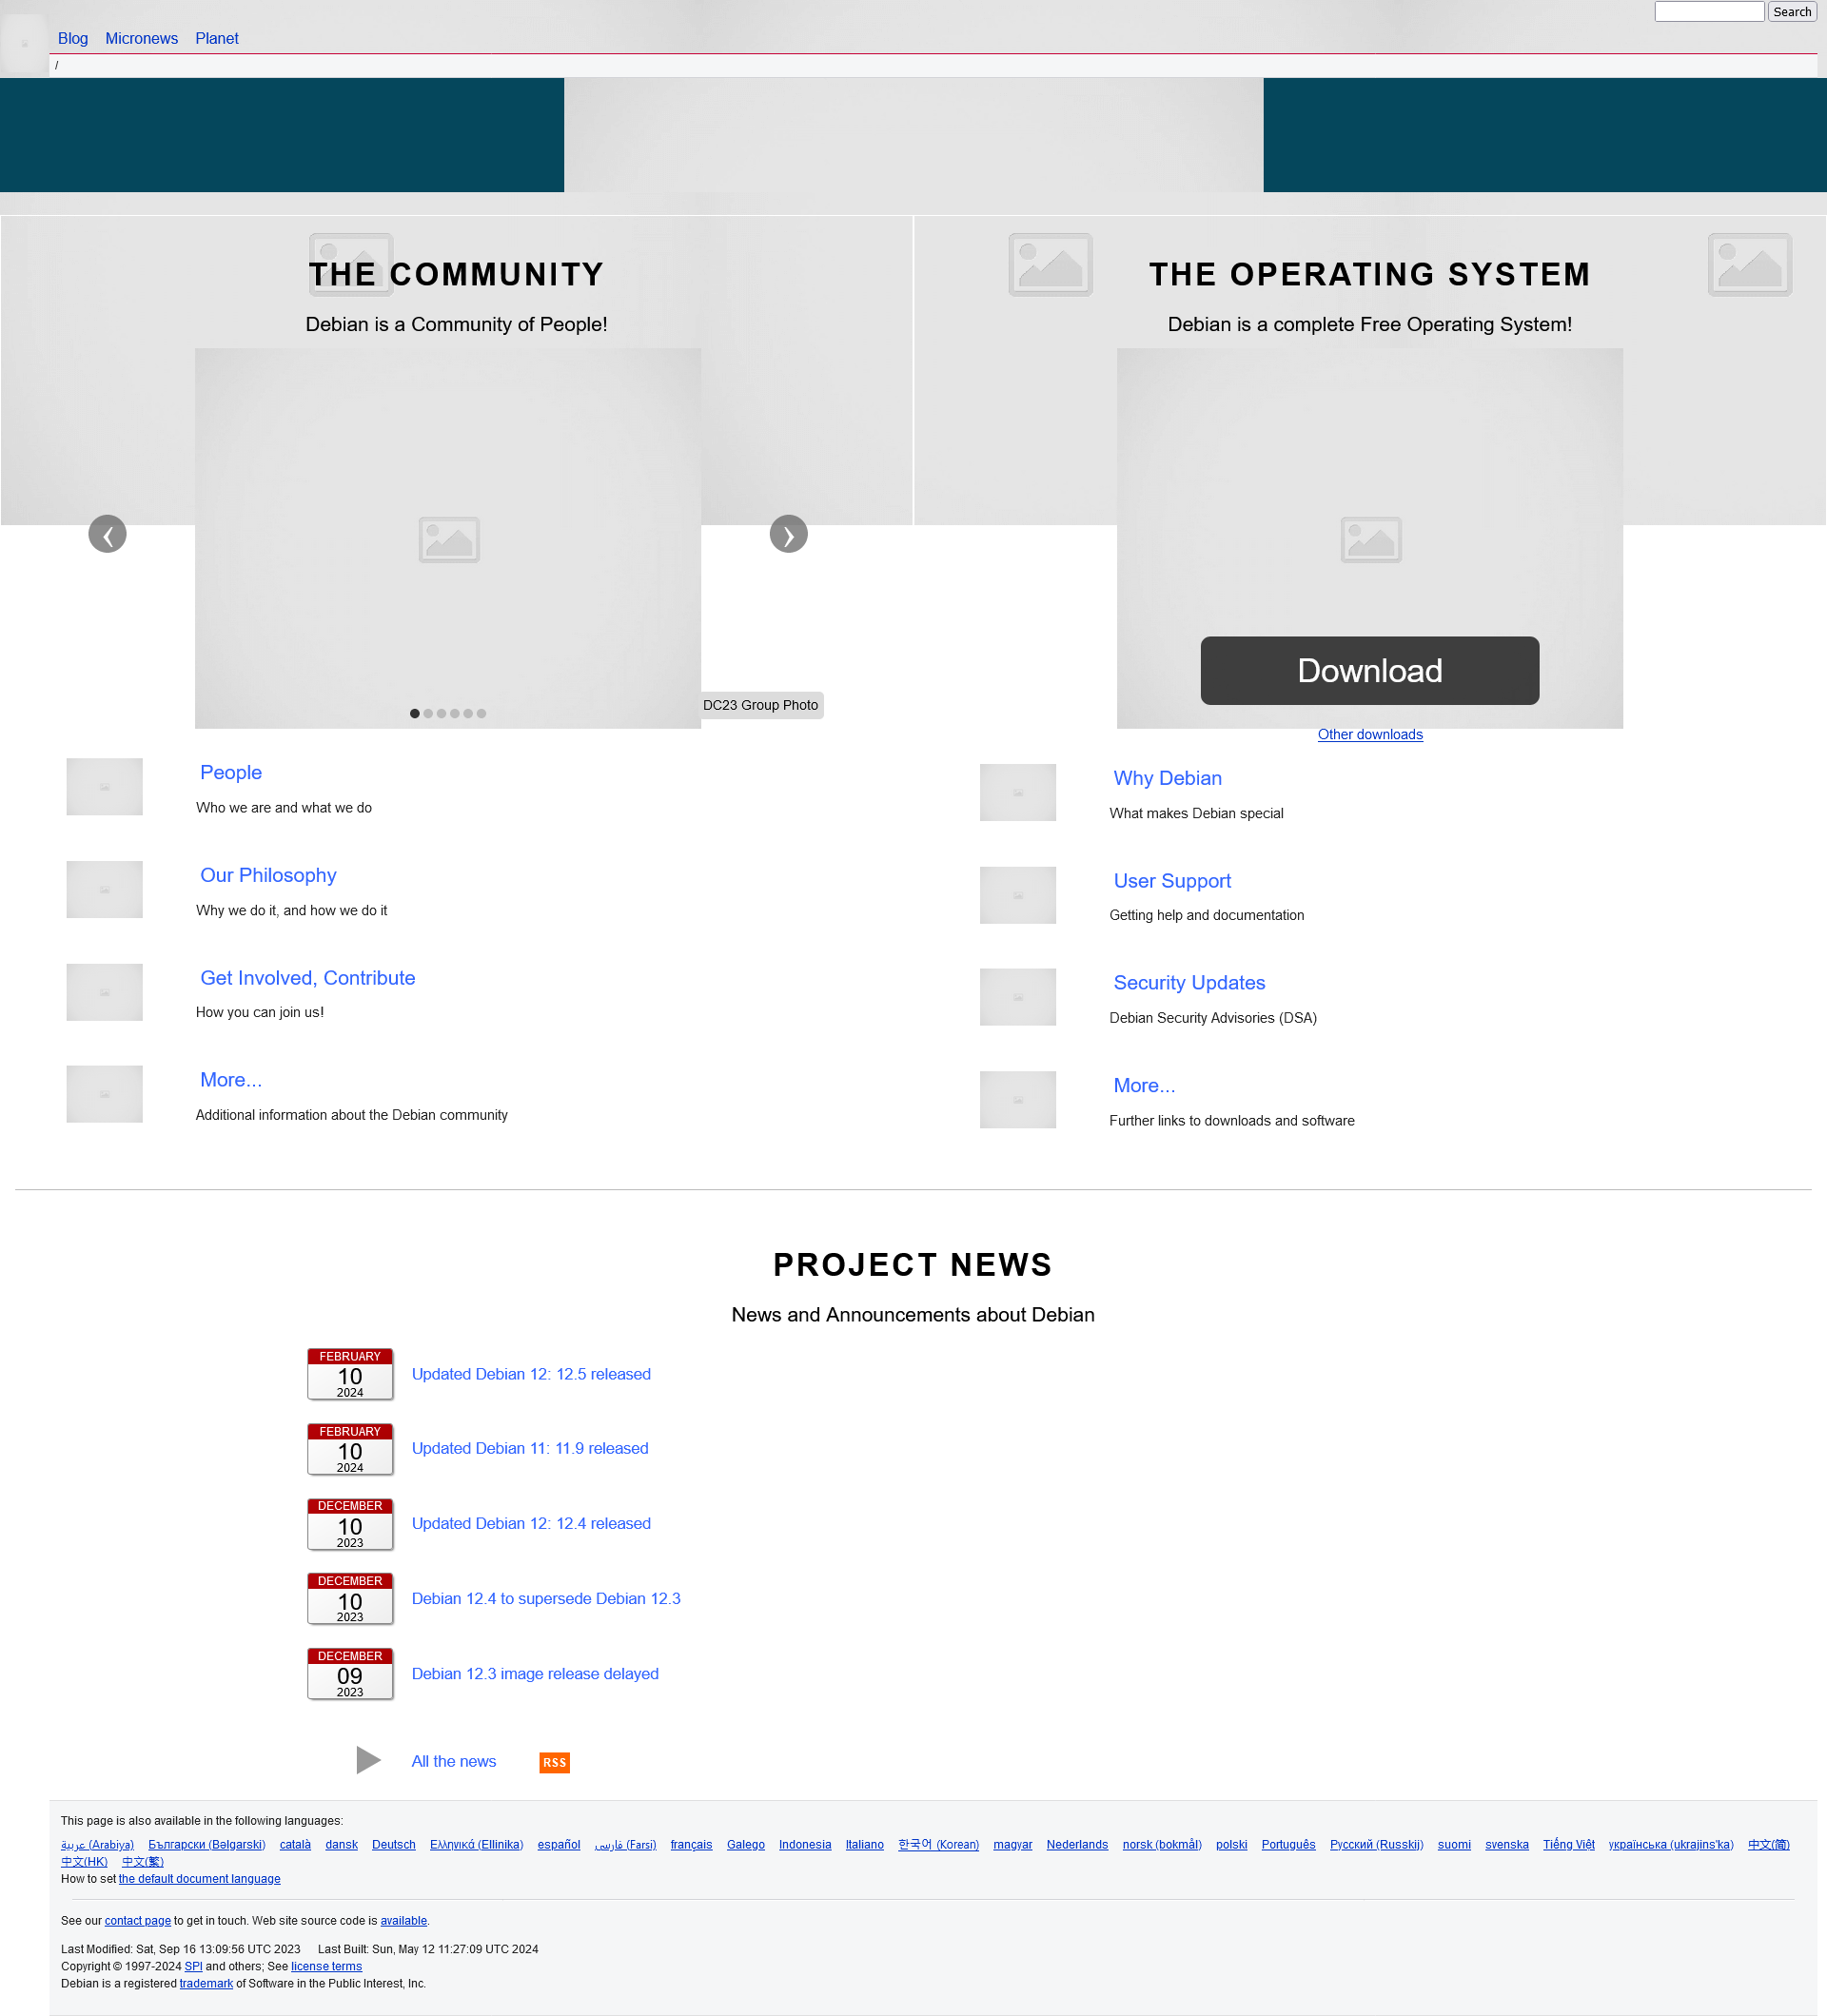 Search
Blog Micronews Planet
/
THE COMMUNITY
Debian is a Community of People!
DC23 Group Photo
People
Who we are and what we do
Our Philosophy
Why we do it, and how we do it
Get Involved, Contribute
How you can join us!
More...
Additional information about the Debian community
THE OPERATING SYSTEM
Debian is a complete Free Operating System!
Download
Other downloads
Why Debian
What makes Debian special
User Support
Getting help and documentation
Security Updates
Debian Security Advisories (DSA)
More...
Further links to downloads and software
PROJECT NEWS
News and Announcements about Debian
FEBRUARY
10
2024
Updated Debian 12: 12.5 released
FEBRUARY
10
2024
Updated Debian 11: 11.9 released
DECEMBER
10
2023
Updated Debian 12: 12.4 released
DECEMBER
10
2023
Debian 12.4 to supersede Debian 12.3
DECEMBER
09
2023
Debian 12.3 image release delayed
All the news RSS
This page is also available in the following languages:
عربية (Arabiya) Български (Bəlgarski) català dansk Deutsch Ελληνικά (Ellinika) español فارسی (Farsi) français Galego Indonesia Italiano 한국어 (Korean) magyar Nederlands norsk (bokmål) polski Português Русский (Russkij) suomi svenska Tiếng Việt українська (ukrajins'ka) 中文(简)
中文(HK) 中文(繁)
How to set the default document language
See our contact page to get in touch. Web site source code is available.
Last Modified: Sat, Sep 16 13:09:56 UTC 2023 Last Built: Sun, May 12 11:27:09 UTC 2024
Copyright © 1997-2024 SPI and others; See license terms
Debian is a registered trademark of Software in the Public Interest, Inc.